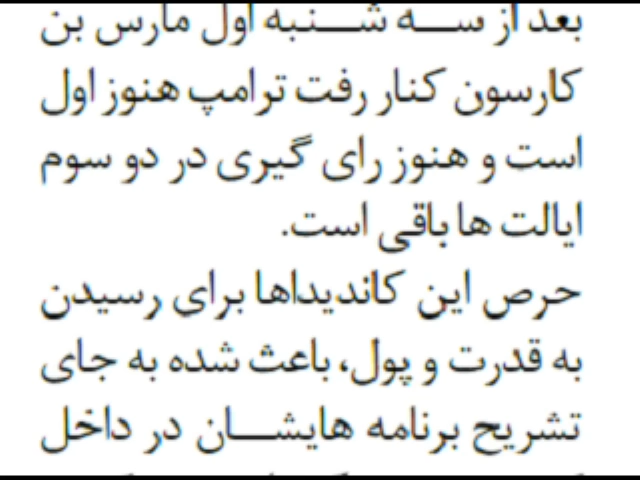 بعد از سه شنبه اول مارس بن
کارسون کنار رفت ترامپ هنوز اول
است و هنوز رای گیری در دو سوم
ایالت ها باقی است.
حرص این کاندیداها برای رسیدن
به قدرت و پول، باعث شده به جای
تشریح برنامه هایشان در داخل